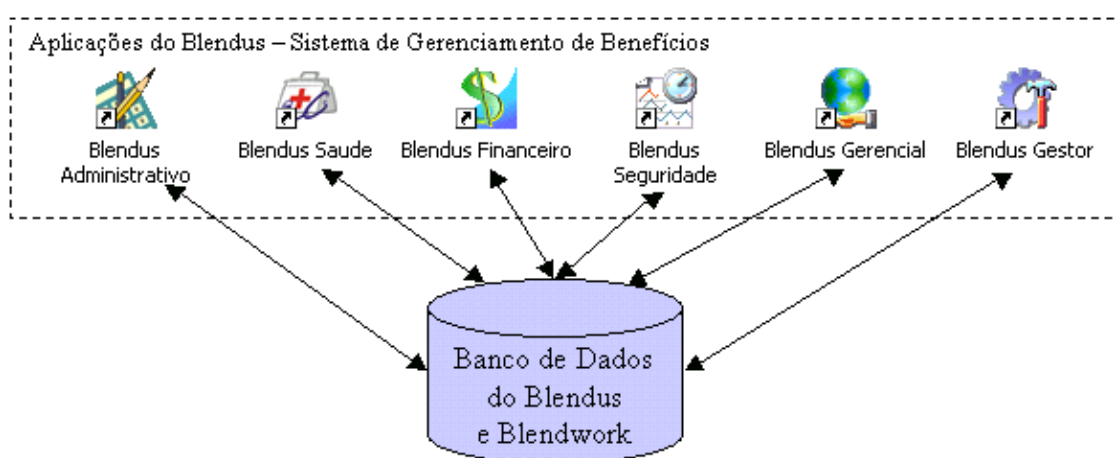 Aplicações do Blendus – Sistema de Gerenciamento de Benefícios
Blendus
Administrativo
Blendus Saude
Blendus Financeiro
Blendus
Seguridade
Blendus Gerencial
Blendus Gestor
Banco de Dados
do Blendus
e Blendwork